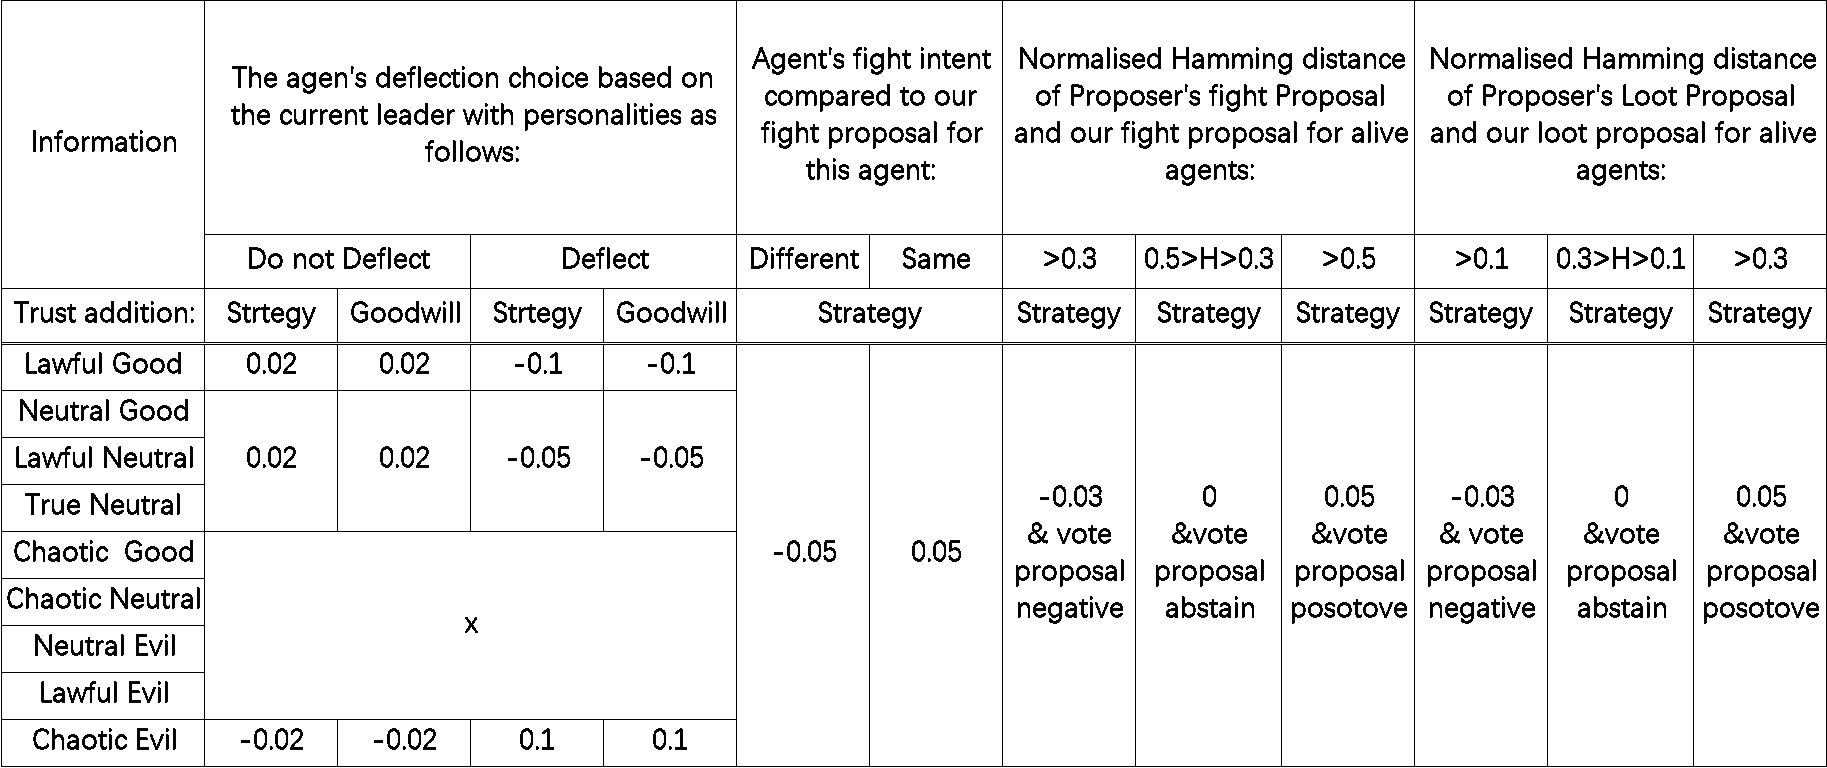 Information
The agen's deflection choice based on
the current leader with personalities as
follows:
Agent's fight intent
compared to our
fight proposal for
this agent:
Normalised Hamming distance
of Proposer's fight Proposal
and our fight proposal for alive
agents:
Normalised Hamming distance
of Proposer's Loot Proposal
and our loot proposal for alive
agents:
Do not Deflect
Deflect
Different
Same
>0.3
0.5>H>0.3
>0.5
>0.1
0.3>H>0.1
>0.3
Trust addition:
Strtegy
Goodwill
Strtegy
Goodwill
Strategy
Strategy
Strategy
Strategy
Strategy
Strategy
Strategy
Lawful Good
0.02
0.02
-0.1
-0.1
Neutral Good
Lawful Neutral
0.02
0.02
-0.05
-0.05
True Neutral
Chaotic Good
Chaotic Neutral
x
Neutral Evil
Lawful Evil
Chaotic Evil
-0.02
-0.02
0.1
0.1
-0.05
0.05
-0.03
& vote
proposal
negative
0
&vote
proposal
abstain
0.05
&vote
proposal
posotove
-0.03
& vote
proposal
negative
0
&vote
proposal
abstain
0.05
&vote
proposal
posotove